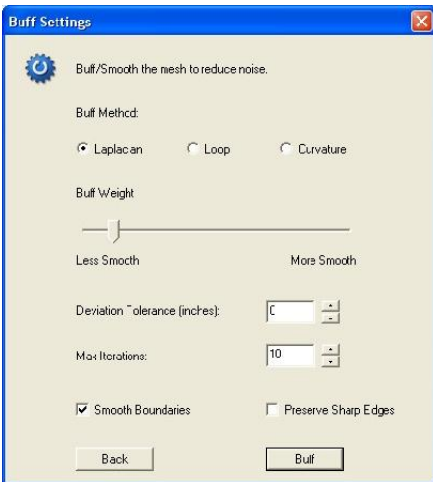 Buff Settings
Buff/Smooth the mesh to reduce noise.
Buff Method:
Laplacian Loop Curvature
Buff Weight
Less Smooth More Smooth
Deviation Tolerance (inches): 0
Max Iterations: 10
Smooth Boundaries Preserve Sharp Edges
Back Buff